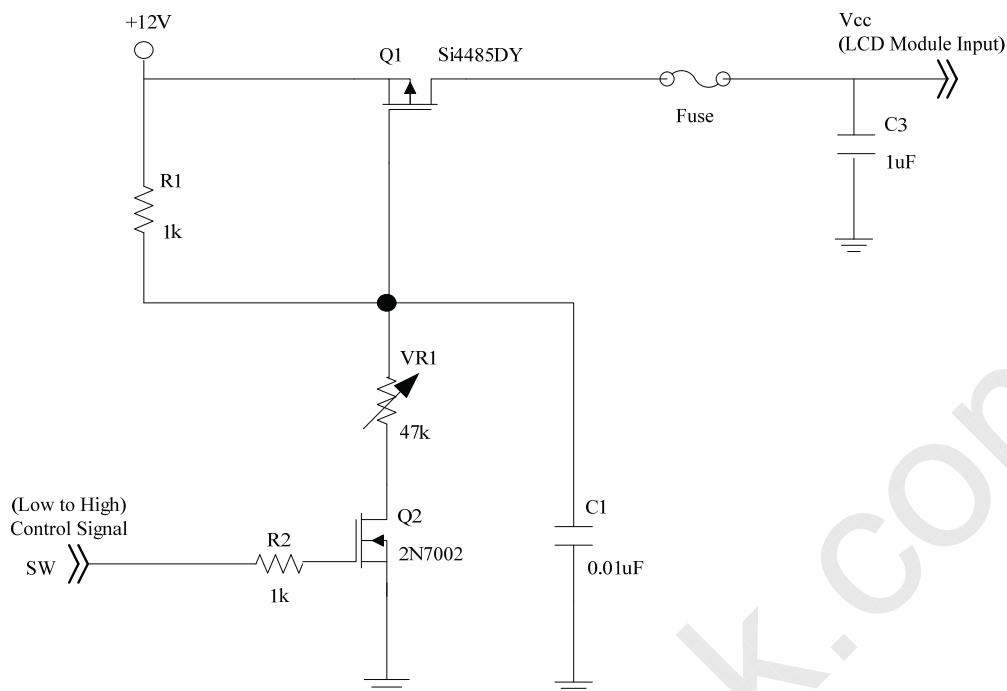 +12V
Q1
Si4485DY
Vcc
(LCD Module Input)
Fuse
C3
1uF
R1
1k
VR1
47k
(Low to High)
Control Signal
SW
R2
1k
Q2
2N7002
C1
0.01uF
k.com